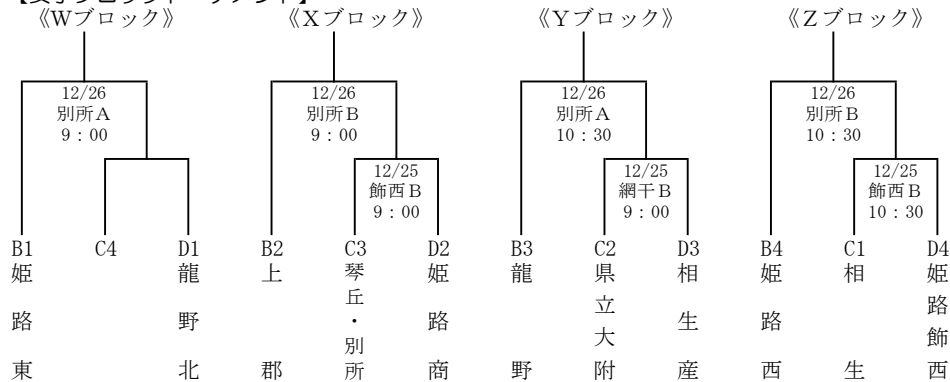 《Wブロック》 《Xブロック》 《Yブロック》 《Zブロック》
12/26 12/26 12/26 12/26
別所A 別所B 別所A 別所B
9：00 9：00 10：30 10：30
12/25 12/25 12/25
飾西B 網干B 飾西B
9：00 9：00 10：30
B1 C4 D1 B2 C3 D2 B3 C2 D3 B4 C1 D4
姫路東
龍野北
上郡
琴丘・別所
姫路商
龍野
県立大附
相生産
姫路西
相生
姫路飾西